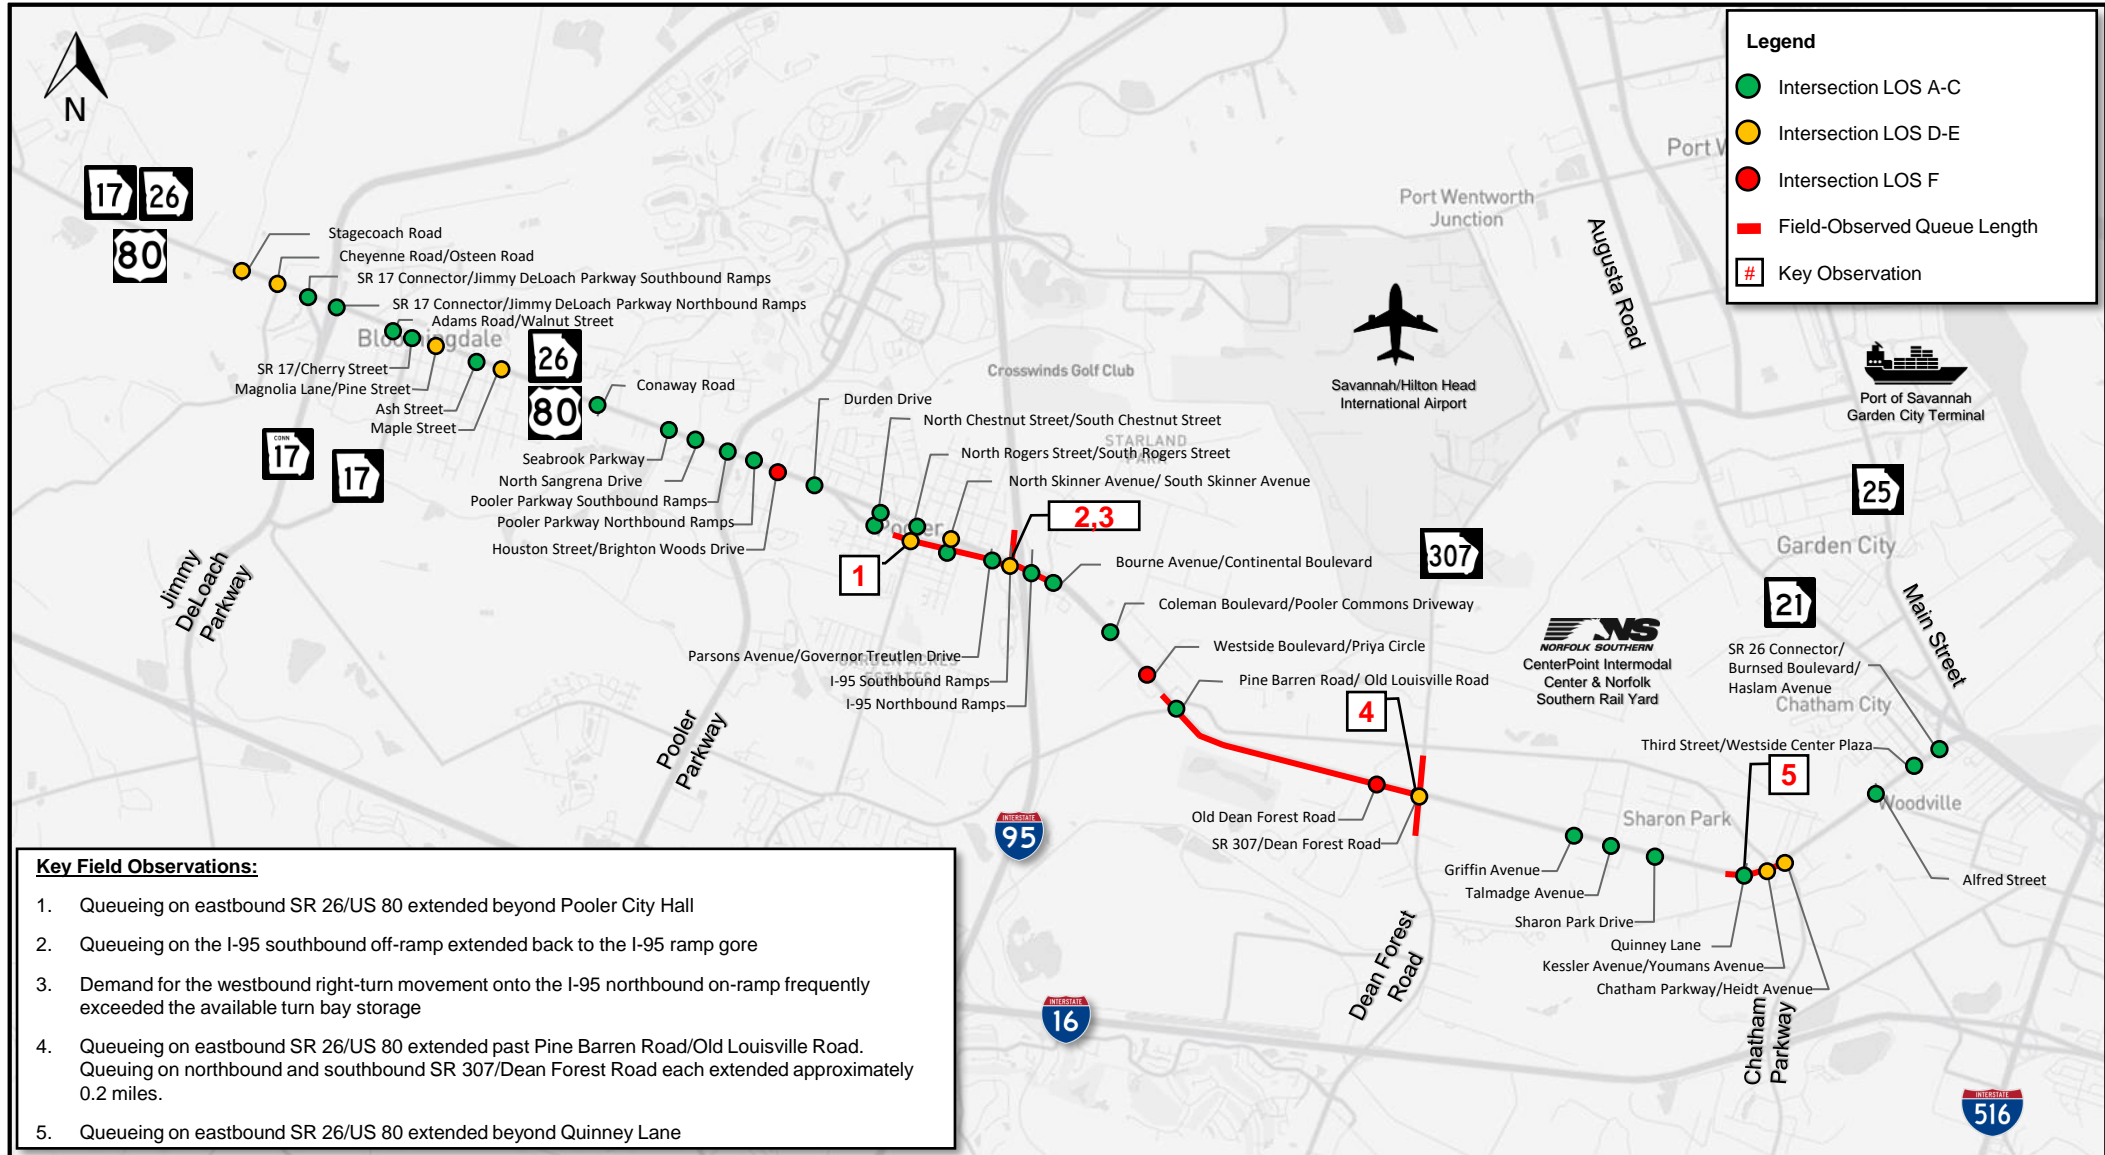 Legend
Intersection LOS A-C
Intersection LOS D-E
Intersection LOS F
Field-Observed Queue Length
# Key Observation
N
17
26
80
Stagecoach Road
Cheyenne Road/Osteen Road
SR 17 Connector/Jimmy DeLoach Parkway Southbound Ramps
SR 17 Connector/Jimmy DeLoach Parkway Northbound Ramps
Adams Road/Walnut Street
Bloomingdale
SR 17/Cherry Street
Magnolia Lane/Pine Street
Ash Street
Maple Street
26
80
CONN
17
17
Conaway Road
Seabrook Parkway
North Sangrena Drive
Pooler Parkway Southbound Ramps
Pooler Parkway Northbound Ramps
Houston Street/Brighton Woods Drive
Durden Drive
North Chestnut Street/South Chestnut Street
North Rogers Street/South Rogers Street
North Skinner Avenue/ South Skinner Avenue
Crosswinds Golf Club
STARLAND
PARK
Pooler
1
2,3
Bourne Avenue/Continental Boulevard
Coleman Boulevard/Pooler Commons Driveway
Parsons Avenue/Governor Treutlen Drive
GARDEN ACRES
ESTATES
I-95 Southbound Ramps
I-95 Northbound Ramps
Westside Boulevard/Priya Circle
Pine Barren Road/ Old Louisville Road
4
Old Dean Forest Road
SR 307/Dean Forest Road
Jimmy
DeLoach
Parkway
Pooler
Parkway
INTERSTATE
95
INTERSTATE
16
Dean Forest
Road
307
Savannah/Hilton Head
International Airport
Port Wentworth
Junction
Port W
Augusta Road
Port of Savannah
Garden City Terminal
25
Garden City
21
Main Street
NS
NORFOLK SOUTHERN
CenterPoint Intermodal
Center & Norfolk
Southern Rail Yard
SR 26 Connector/
Burnsed Boulevard/
Haslam Avenue
Chatham City
Third Street/Westside Center Plaza
5
Woodville
Sharon Park
Alfred Street
Griffin Avenue
Talmadge Avenue
Sharon Park Drive
Quinney Lane
Kessler Avenue/Youmans Avenue
Chatham Parkway/Heidt Avenue
Chatham
Parkway
INTERSTATE
516
Key Field Observations:
1. Queueing on eastbound SR 26/US 80 extended beyond Pooler City Hall
2. Queueing on the I-95 southbound off-ramp extended back to the I-95 ramp gore
3. Demand for the westbound right-turn movement onto the I-95 northbound on-ramp frequently
exceeded the available turn bay storage
4. Queueing on eastbound SR 26/US 80 extended past Pine Barren Road/Old Louisville Road.
Queuing on northbound and southbound SR 307/Dean Forest Road each extended approximately
0.2 miles.
5. Queueing on eastbound SR 26/US 80 extended beyond Quinney Lane